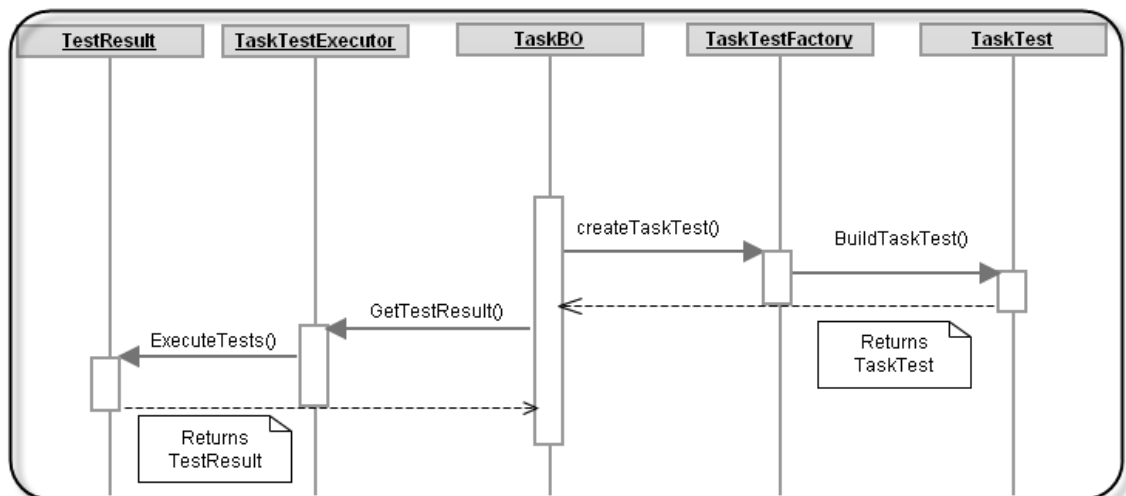 TestResult
TaskTestExecutor
TaskBO
TaskTestFactory
TaskTest
createTaskTest()
BuildTaskTest()
GetTestResult()
ExecuteTests()
Returns
TaskTest
Returns
TestResult